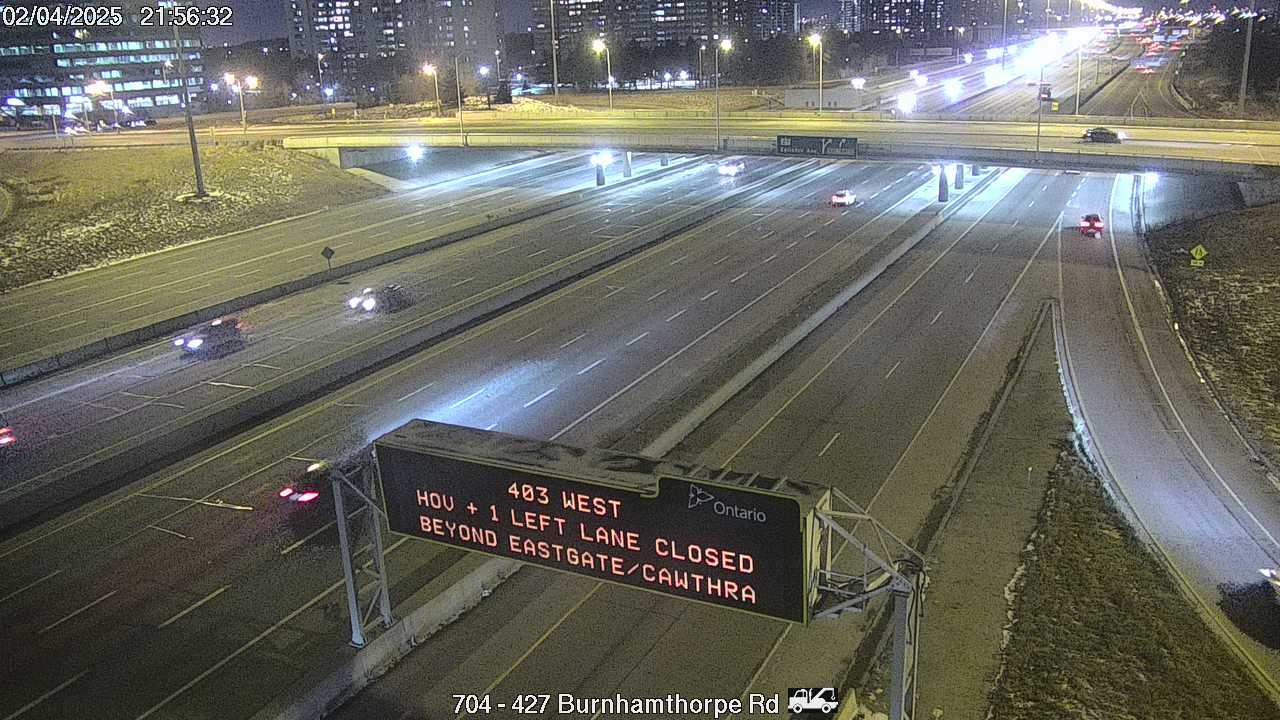 02/04/2025 21:56:32
403 WEST
HOV + 1 LEFT LANE CLOSED
BEYOND EASTGATE/CAWTHRA
Ontario
704 - 427 Burnhamthorpe Rd